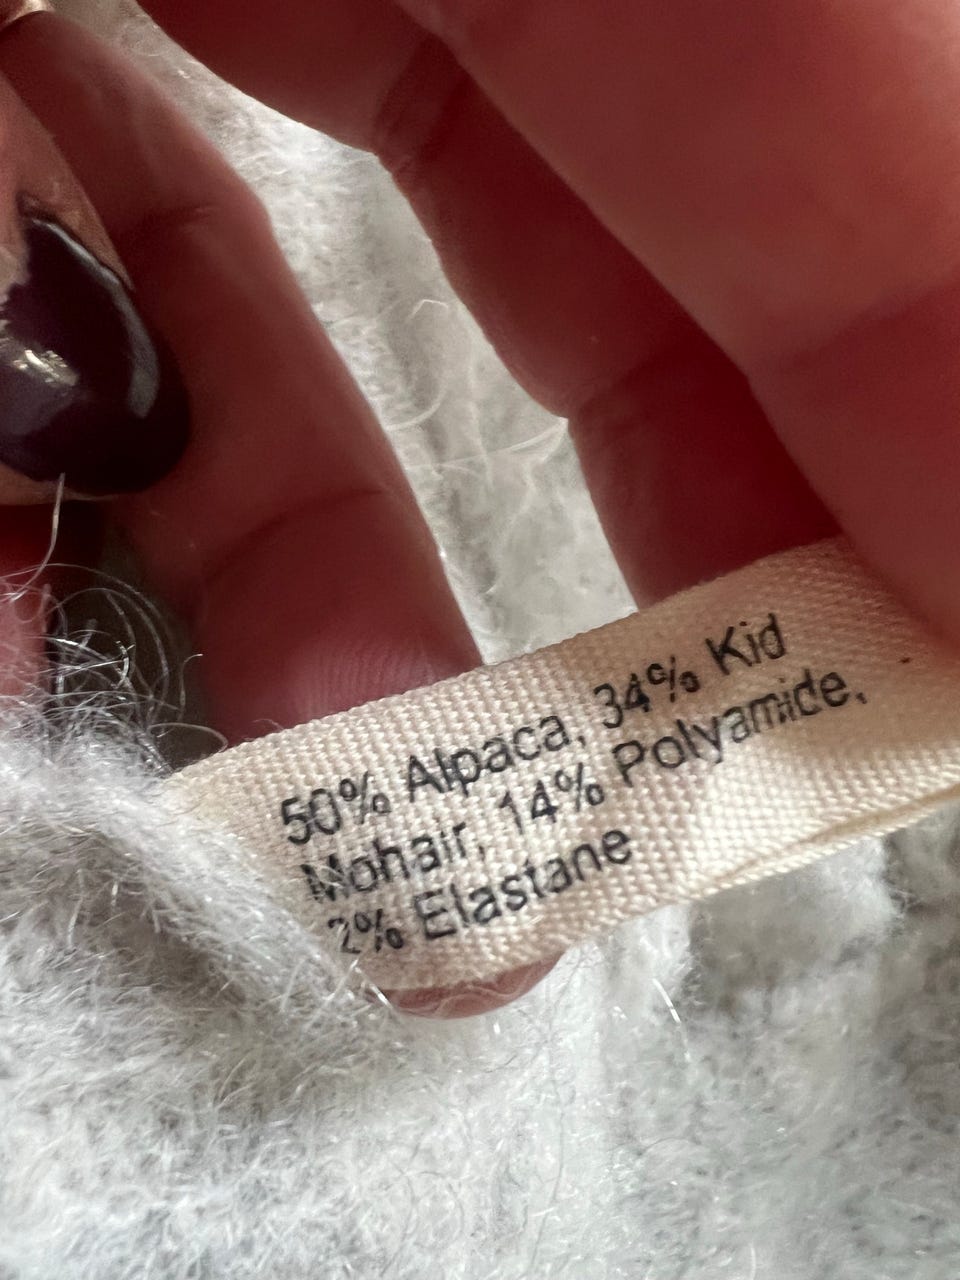 50% Alpaca, 34% Kid
Mohair, 14% Polyamide,
2% Elastane